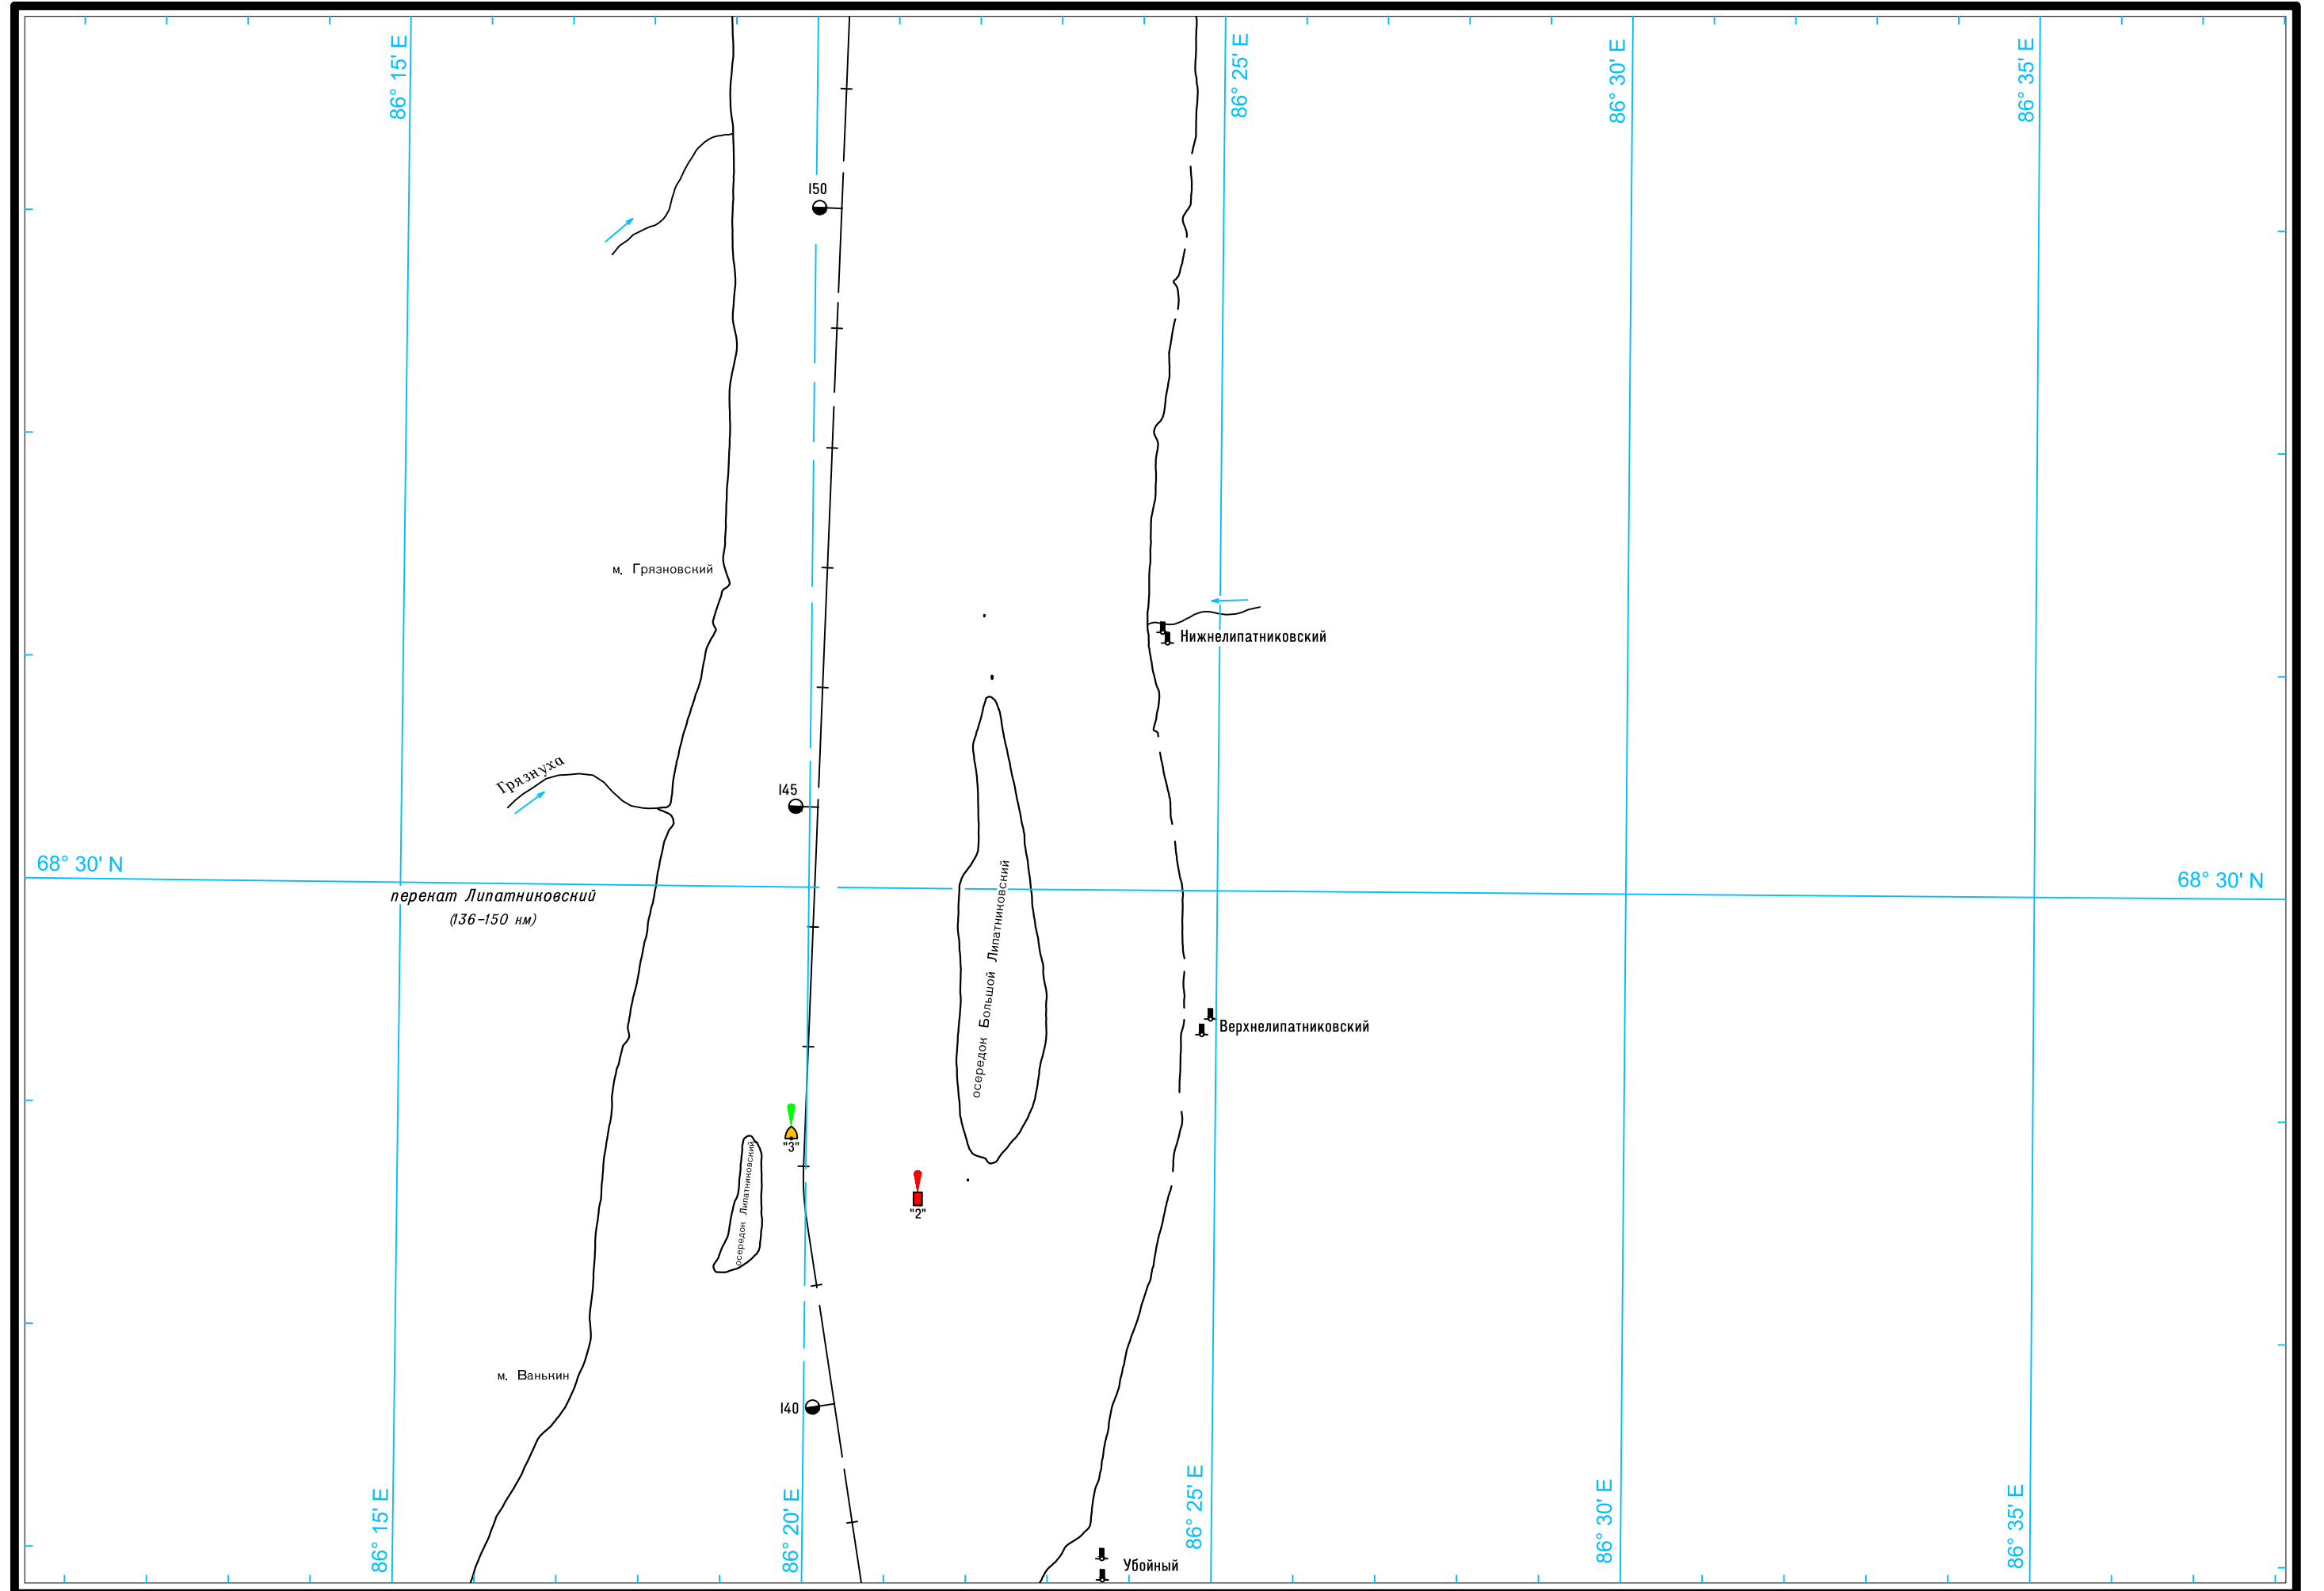 86° 15' E
86° 25' E
86° 30' E
86° 35' E
150
м. Грязновский
Нижнелипатниковский
Грязнуха
145
68° 30' N
68° 30' N
перекат Липатниковский
(136-150 км)
осередок Большой Липатниковский
Верхнелипатниковский
"3"
осередок Липатниковский
"2"
м. Ванькин
140
86° 15' E
86° 20' E
86° 25' E
86° 30' E
86° 35' E
Убойный